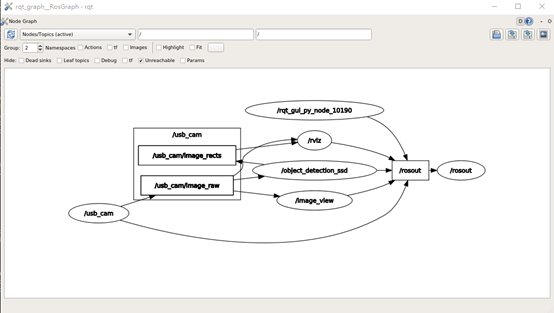 rqt_graph__RosGraph - rqt
Node Graph
Nodes/Topics (active) / /
Group: 2 Namespaces Actions tf Images Highlight Fit
Hide: Dead sinks Leaf topics Debug tf Unreachable Params
/rqt_gui_py_node_10190
/usb_cam
/rviz
/usb_cam/image_rects
/object_detection_ssd
/rosout
/rosout
/usb_cam/image_raw
/image_view
/usb_cam